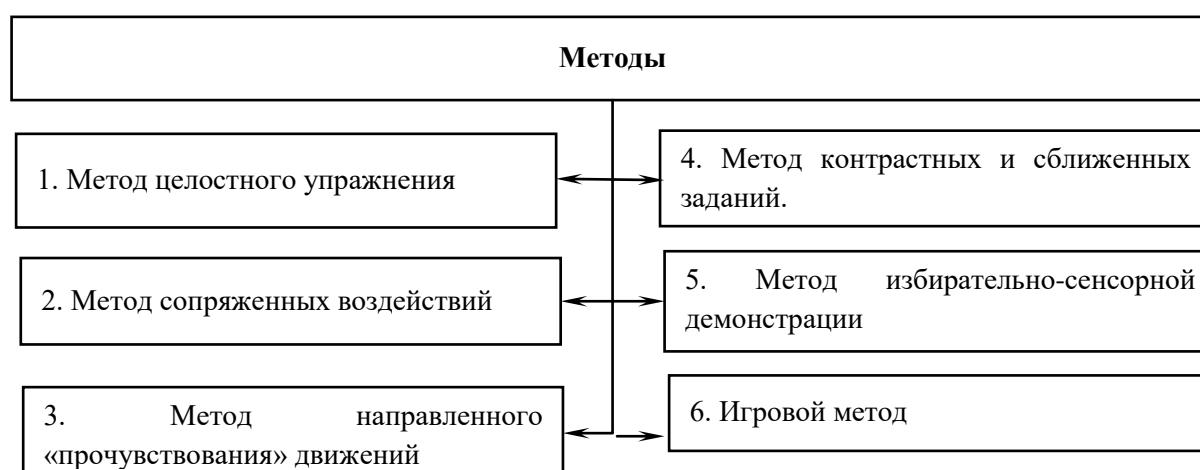 Методы
1. Метод целостного упражнения
2. Метод сопряженных воздействий
3. Метод направленного
«прочувствования» движений
4. Метод контрастных и сближенных
заданий.
5. Метод избирательно-сенсорной
демонстрации
6. Игровой метод